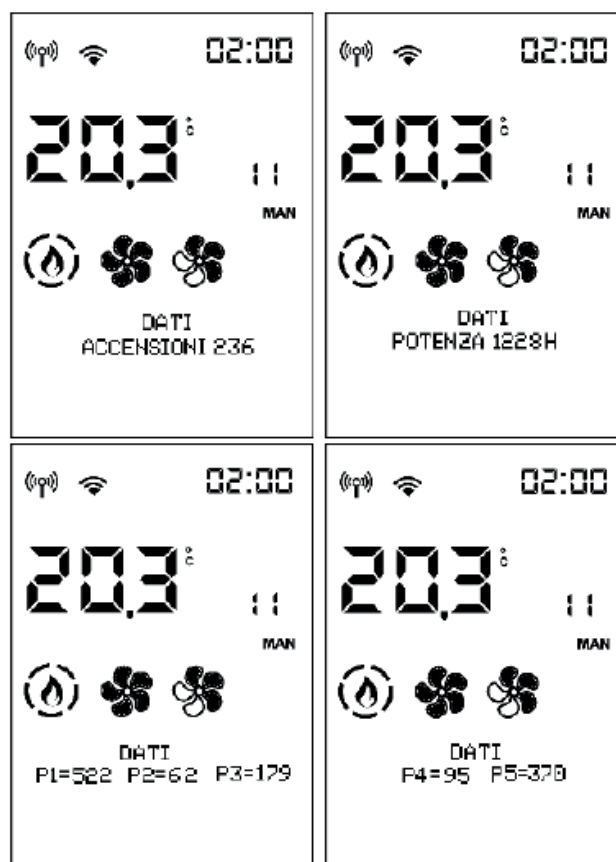 02:00
20,3 °C
11
MAN
DATI
ACCENSIONI 236
02:00
20,3 °C
11
MAN
DATI
POTENZA 1228H
02:00
20,3 °C
11
MAN
DATI
P1=522 P2=62 P3=179
02:00
20,3 °C
11
MAN
DATI
P4=95 P5=370